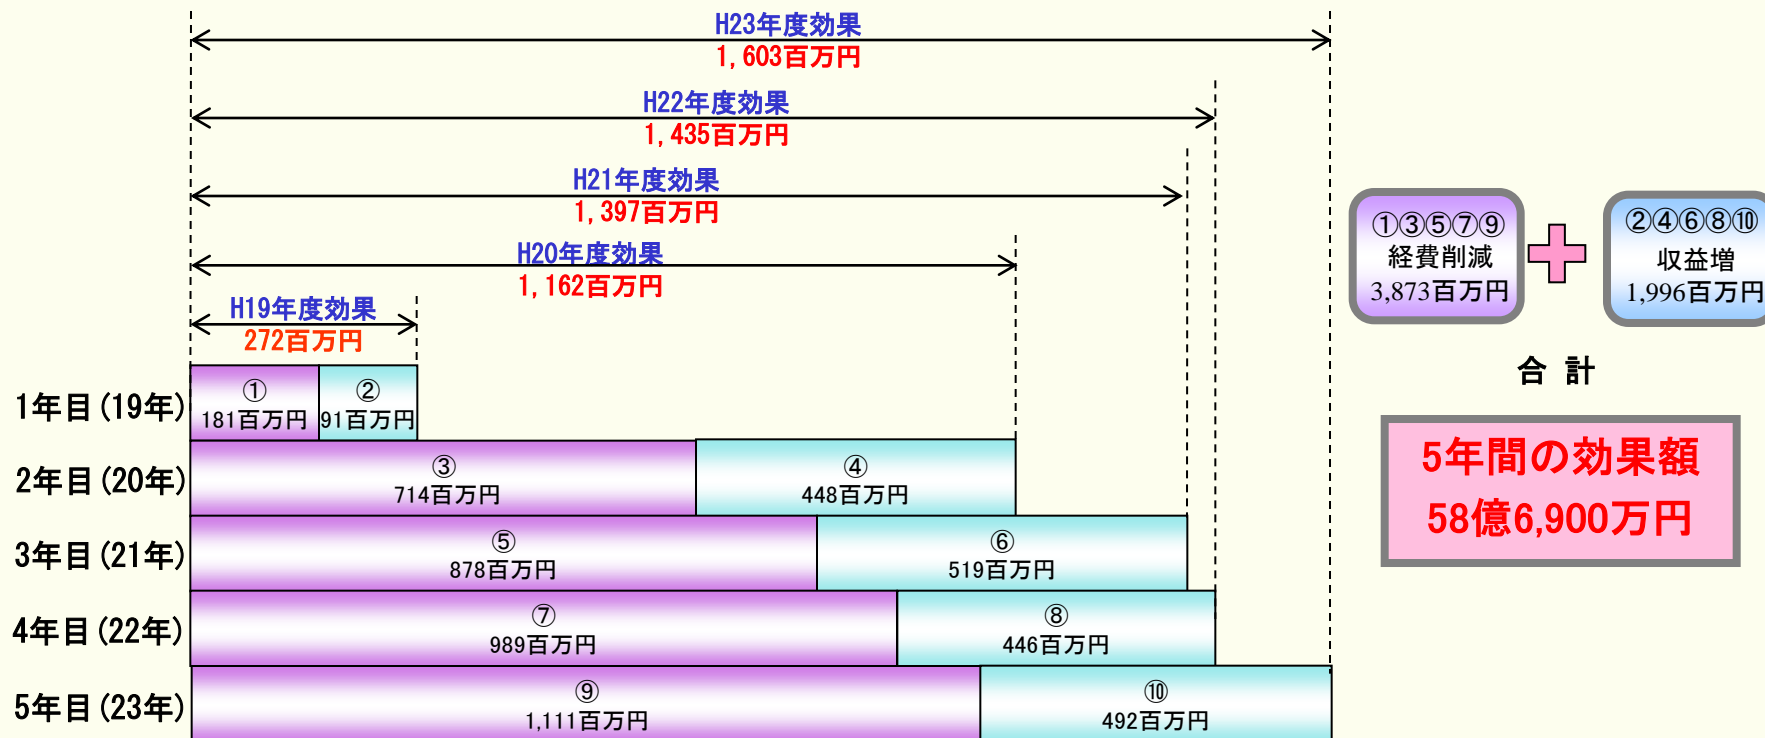 H23年度効果
1,603百万円
H22年度効果
1,435百万円
H21年度効果
1,397百万円
H20年度効果
1,162百万円
H19年度効果
272百万円
1年目(19年)
①
181百万円
②
91百万円
2年目(20年)
③
714百万円
④
448百万円
3年目(21年)
⑤
878百万円
⑥
519百万円
4年目(22年)
⑦
989百万円
⑧
446百万円
5年目(23年)
⑨
1,111百万円
⑩
492百万円
①③⑤⑦⑨
経費削減
3,873百万円
②④⑥⑧⑩
収益増
1,996百万円
合 計
5年間の効果額
58億6,900万円